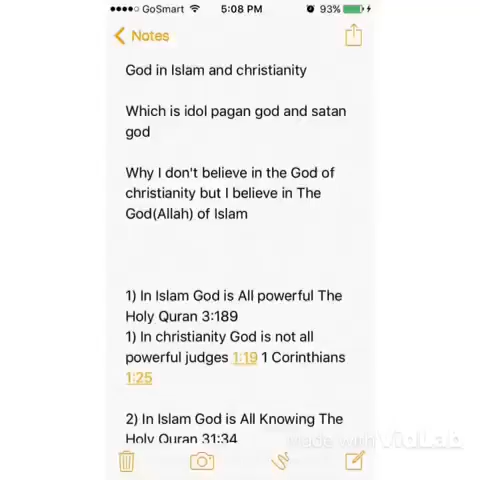 GoSmart 5:08 PM 93%
Notes
God in Islam and christianity
Which is idol pagan god and satan
god
Why I don't believe in the God of
christianity but I believe in The
God(Allah) of Islam
1) In Islam God is All powerful The
Holy Quran 3:189
1) In christianity God is not all
powerful judges 1:19 1 Corinthians
1:25
2) In Islam God is All Knowing The
Holy Quran 31:34
Made with VidLab